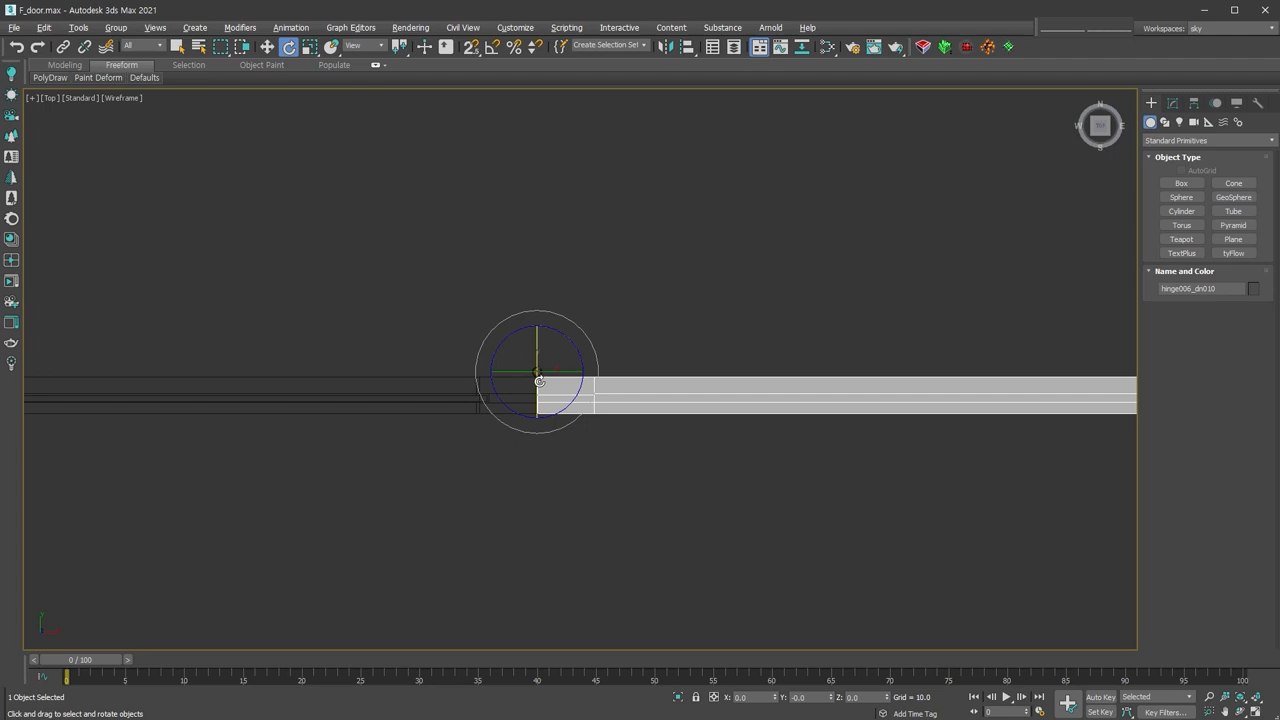 F_door.max - Autodesk 3ds Max 2021
File Edit Tools Group Views Create Modifiers Animation Graph Editors Rendering Civil View Customize Scripting Interactive Content Substance Arnold Help
Workspaces: sky
All View Create Selection Set
Modeling Freeform Selection Object Paint Populate
PolyDraw Paint Deform Defaults
[+] [Top] [Standard] [Wireframe]
N
W TOP E
S
Standard Primitives
Object Type
AutoGrid
Box Cone
Sphere GeoSphere
Cylinder Tube
Torus Pyramid
Teapot Plane
TextPlus tyFlow
Name and Color
hinge006_dn010
y
< 0 / 100 >
0 5 10 15 20 25 30 35 40 45 50 55 60 65 70 75 80 85 90 95 100
1 Object Selected X: 0.0 Y: -0.0 Z: 0.0 Grid = 10.0 Auto Key Selected
Click and drag to select and rotate objects Add Time Tag 0 Set Key Key Filters...